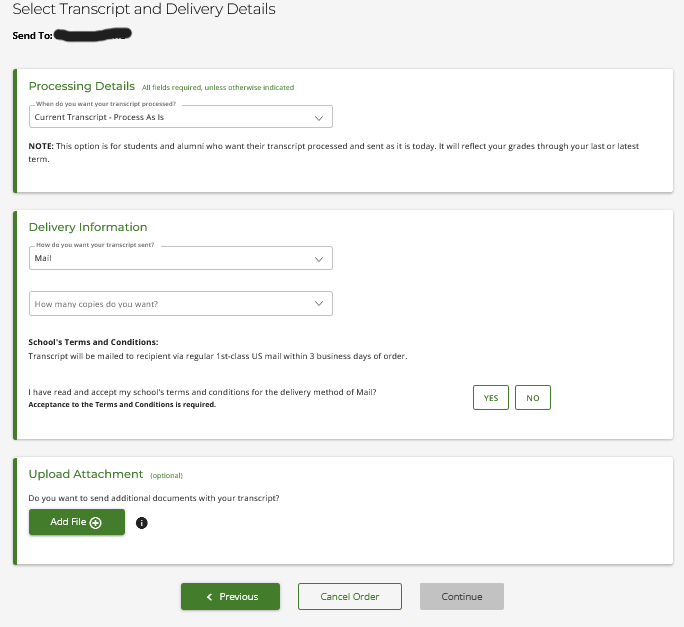 Select Transcript and Delivery Details
Send To:
Processing Details All fields required, unless otherwise indicated
When do you want your transcript processed?
Current Transcript - Process As Is
NOTE: This option is for students and alumni who want their transcript processed and sent as it is today. It will reflect your grades through your last or latest
term.
Delivery Information
How do you want your transcript sent?
Mail
How many copies do you want?
School's Terms and Conditions:
Transcript will be mailed to recipient via regular 1st-class US mail within 3 business days of order.
I have read and accept my school's terms and conditions for the delivery method of Mail?
Acceptance to the Terms and Conditions is required.
YES NO
Upload Attachment (optional)
Do you want to send additional documents with your transcript?
Add File
Previous Cancel Order Continue